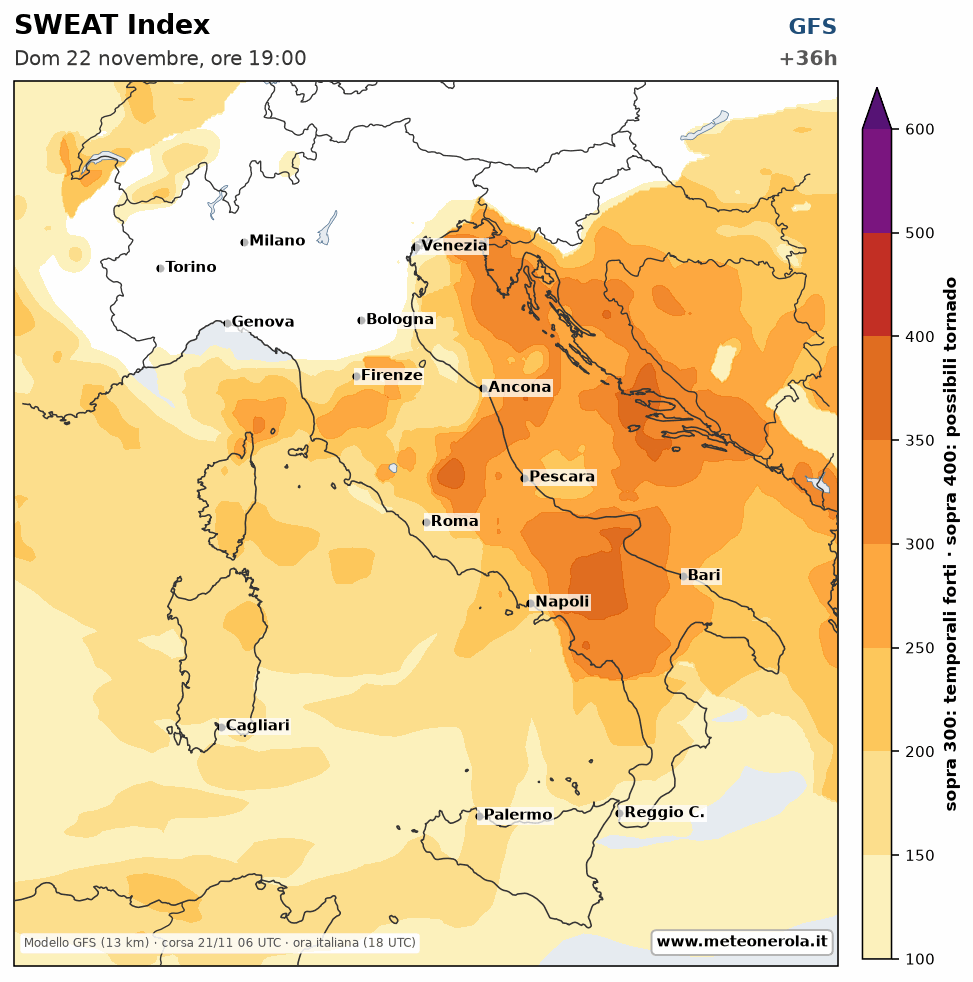 SWEAT Index
GFS
Dom 22 novembre, ore 19:00
+36h
Milano
Venezia
Torino
Genova
Bologna
Firenze
Ancona
Pescara
Roma
Bari
Napoli
Cagliari
Palermo
Reggio C.
600
500
400
350
300
250
200
150
100
sopra 300: temporali forti · sopra 400: possibili tornado
Modello GFS (13 km) · corsa 21/11 06 UTC · ora italiana (18 UTC)
www.meteonerola.it